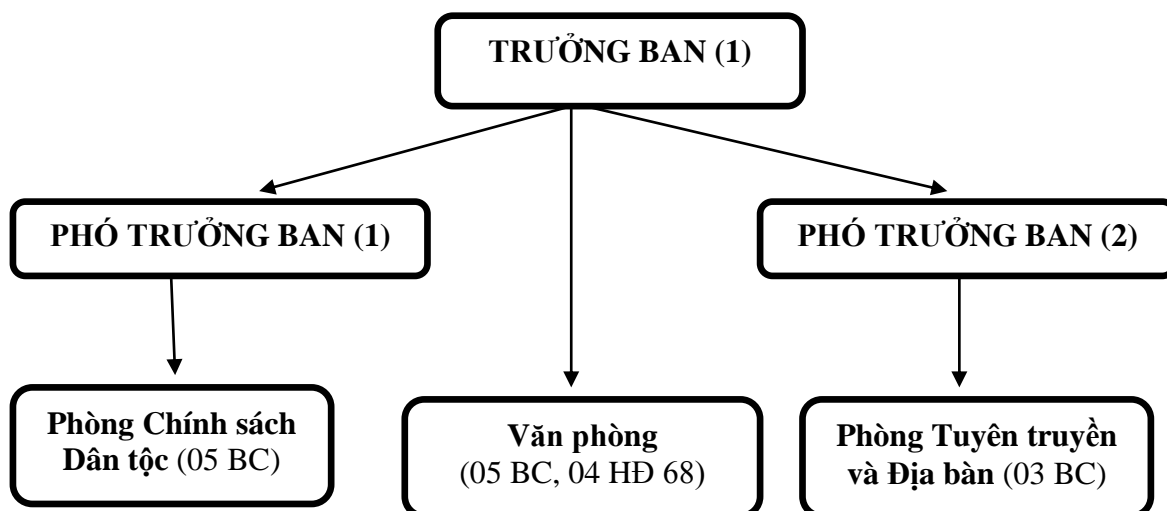 TRƯỞNG BAN (1)
PHÓ TRƯỞNG BAN (1)
PHÓ TRƯỞNG BAN (2)
Phòng Chính sách
Dân tộc (05 BC)
Văn phòng
(05 BC, 04 HĐ 68)
Phòng Tuyên truyền
và Địa bàn (03 BC)